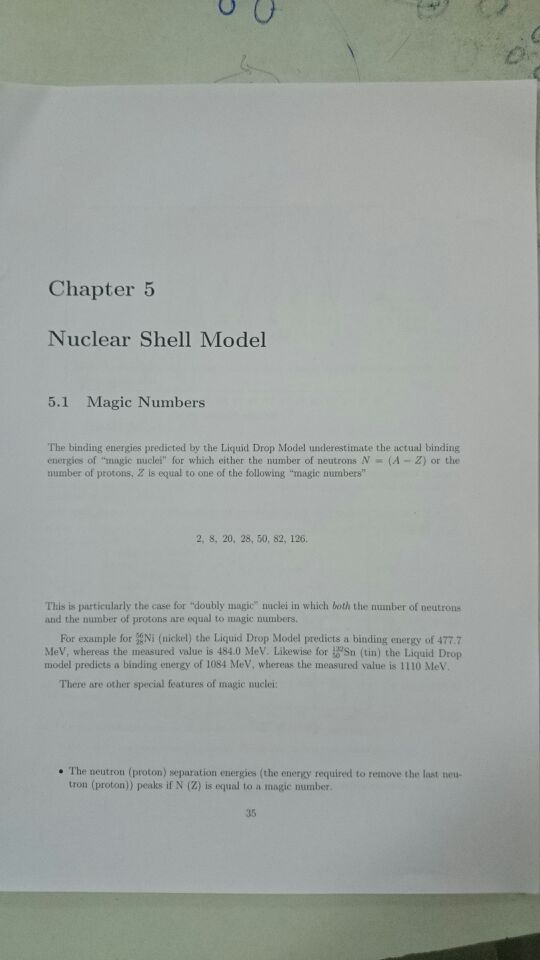 Chapter 5
Nuclear Shell Model
5.1 Magic Numbers
The binding energies predicted by the Liquid Drop Model underestimate the actual binding
energies of “magic nuclei” for which either the number of neutrons N = (A − Z) or the
number of protons, Z is equal to one of the following “magic numbers”
2, 8, 20, 28, 50, 82, 126.
This is particularly the case for “doubly magic” nuclei in which both the number of neutrons
and the number of protons are equal to magic numbers.
For example for ⁵⁶₂₈Ni (nickel) the Liquid Drop Model predicts a binding energy of 477.7
MeV, whereas the measured value is 484.0 MeV. Likewise for ¹³²₅₀Sn (tin) the Liquid Drop
model predicts a binding energy of 1084 MeV, whereas the measured value is 1110 MeV.
There are other special features of magic nuclei:
• The neutron (proton) separation energies (the energy required to remove the last neu-
tron (proton)) peaks if N (Z) is equal to a magic number.
35